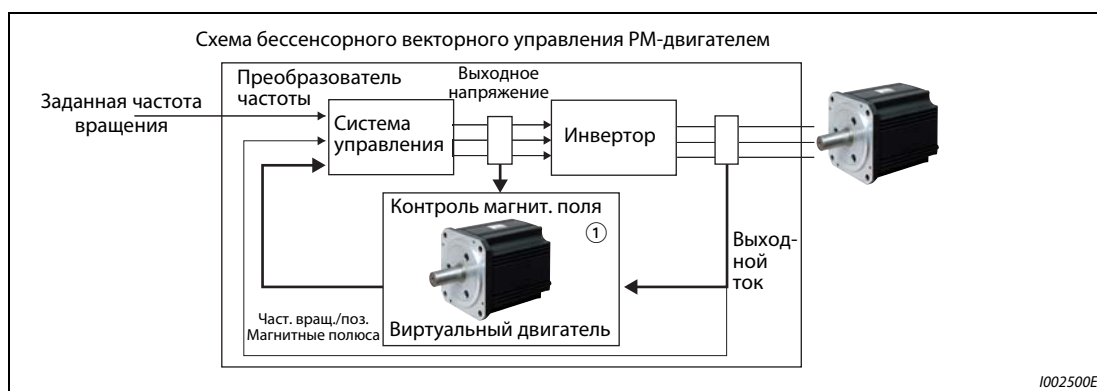 Схема бессенсорного векторного управления PM-двигателем
Преобразователь
частоты
Выходное
напряжение
Заданная частота
вращения
Система
управления
Инвертор
Контроль магнит. поля
①
Выход-
ной
ток
Част. вращ./поз.
Магнитные полюса
Виртуальный двигатель
I002500E